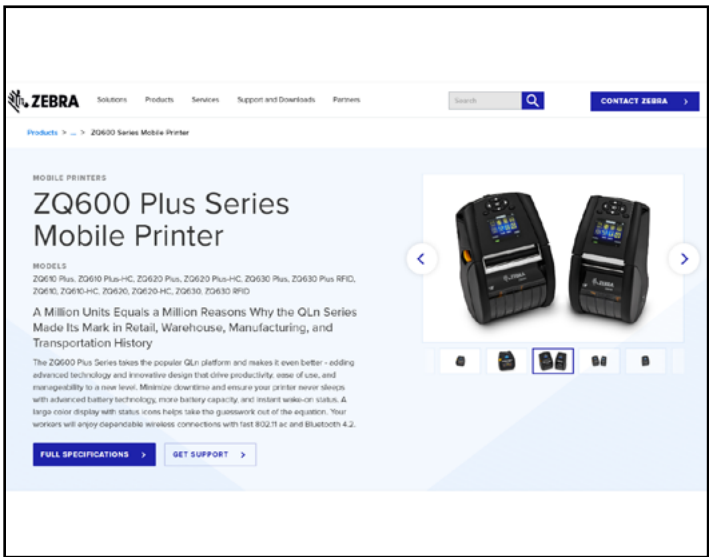 ZEBRA
Solutions Products Services Support and Downloads Partners
Search
CONTACT ZEBRA >
Products > ... > ZQ600 Series Mobile Printer
MOBILE PRINTERS
ZQ600 Plus Series
Mobile Printer
MODELS
ZQ610 Plus, ZQ610 Plus-HC, ZQ620 Plus, ZQ620 Plus-HC, ZQ630 Plus, ZQ630 Plus RFID,
ZQ610, ZQ610-HC, ZQ620, ZQ620-HC, ZQ630, ZQ630 RFID
A Million Units Equals a Million Reasons Why the QLn Series
Made Its Mark in Retail, Warehouse, Manufacturing, and
Transportation History
The ZQ600 Plus Series takes the popular QLn platform and makes it even better - adding
advanced technology and innovative design that drive productivity, ease of use, and
manageability to a new level. Minimize downtime and ensure your printer never sleeps
with advanced battery technology, more battery capacity, and instant wake-on status. A
large color display with status icons helps take the guesswork out of the equation. Your
workers will enjoy dependable wireless connections with fast 802.11 ac and Bluetooth 4.2.
FULL SPECIFICATIONS >
GET SUPPORT >
ZEBRA
ZEBRA